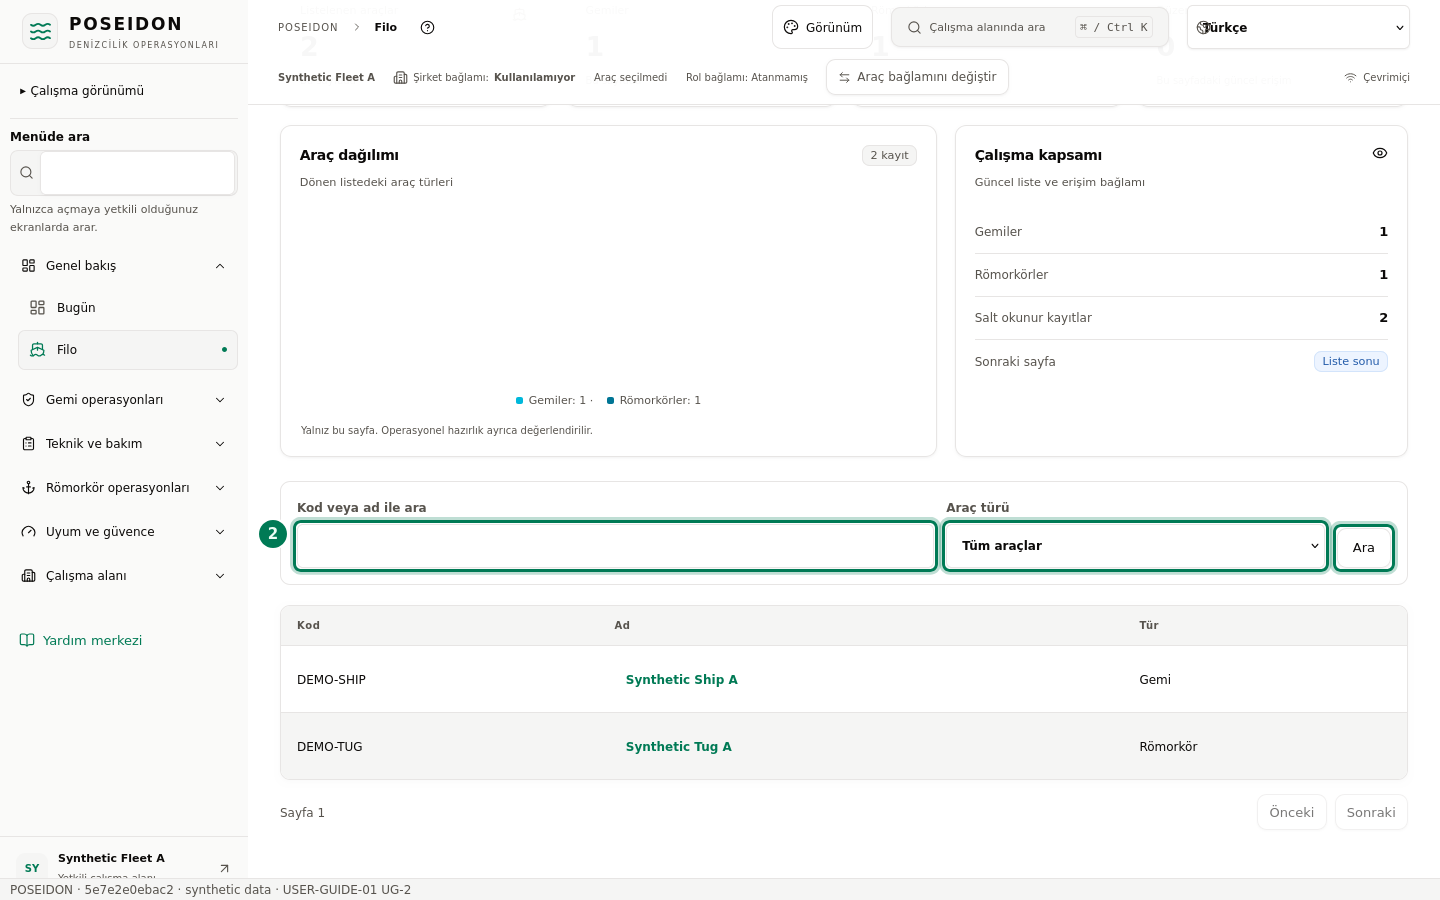 POSEIDON
DENİZCİLİK OPERASYONLARI
▸ Çalışma görünümü
Menüde ara
Yalnızca açmaya yetkili olduğunuz
ekranlarda arar.
Genel bakış
Bugün
Filo
Gemi operasyonları
Teknik ve bakım
Römorkör operasyonları
Uyum ve güvence
Çalışma alanı
Yardım merkezi
SY
Synthetic Fleet A
POSEIDON > Filo
Görünüm
Çalışma alanında ara
⌘ / Ctrl K
Türkçe
2 1 1
Synthetic Fleet A
Şirket bağlamı: Kullanılamıyor
Araç seçilmedi
Rol bağlamı: Atanmamış
Araç bağlamını değiştir
Çevrimiçi
Araç dağılımı
2 kayıt
Dönen listedeki araç türleri
Gemiler: 1 ·
Römorkörler: 1
Yalnız bu sayfa. Operasyonel hazırlık ayrıca değerlendirilir.
Çalışma kapsamı
Güncel liste ve erişim bağlamı
Gemiler 1
Römorkörler 1
Salt okunur kayıtlar 2
Sonraki sayfa Liste sonu
2
Kod veya ad ile ara
Araç türü
Tüm araçlar
Ara
Kod Ad Tür
DEMO-SHIP Synthetic Ship A Gemi
DEMO-TUG Synthetic Tug A Römorkör
Sayfa 1
Önceki
Sonraki
POSEIDON · 5e7e2e0ebac2 · synthetic data · USER-GUIDE-01 UG-2